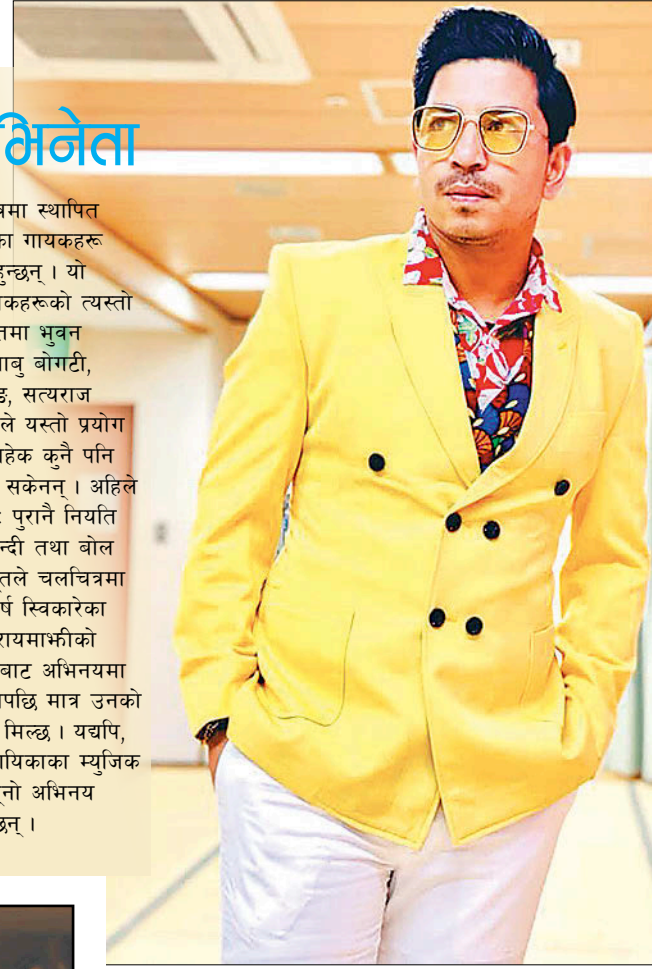 भिनेता
त्रमा स्थापित
का गायकहरू
हुन्छन् । यो
यकहरूको त्यस्तो
तमा भुवन
बाबु बोगटी,
सत्यराज
ले यस्तो प्रयोग
बाहेक कुनै पनि
सकेनन् । अहिले
पुरानै नियति
न्दी तथा बोल
तले चलचित्रमा
र्ष स्विकारेका
रायमाझीको
बाट अभिनयमा
पछि मात्र उनको
मिल्छ । यद्यपि,
ायिकाका म्युजिक
नो अभिनय
छन् ।